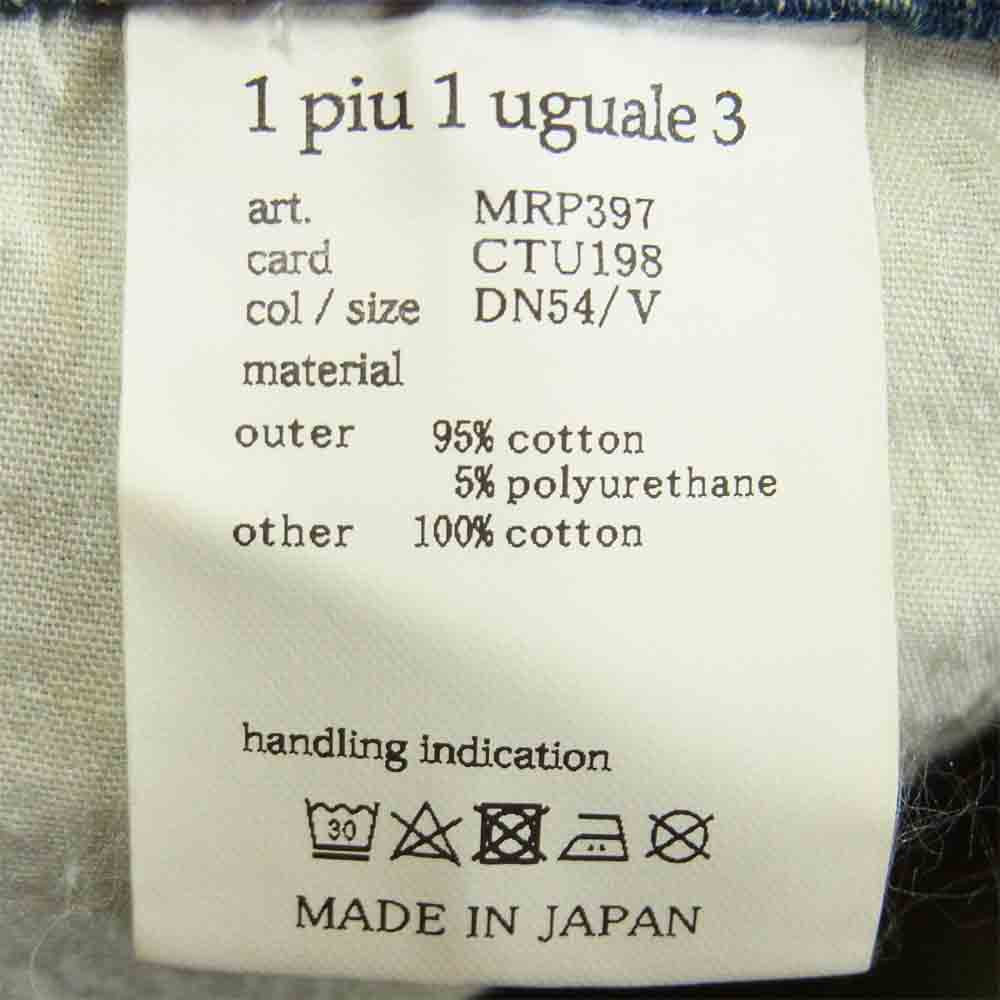 1 piu 1 uguale 3
art. MRP397
card CTU198
col / size DN54/V
material
outer 95% cotton
5% polyurethane
other 100% cotton
handling indication
30
MADE IN JAPAN